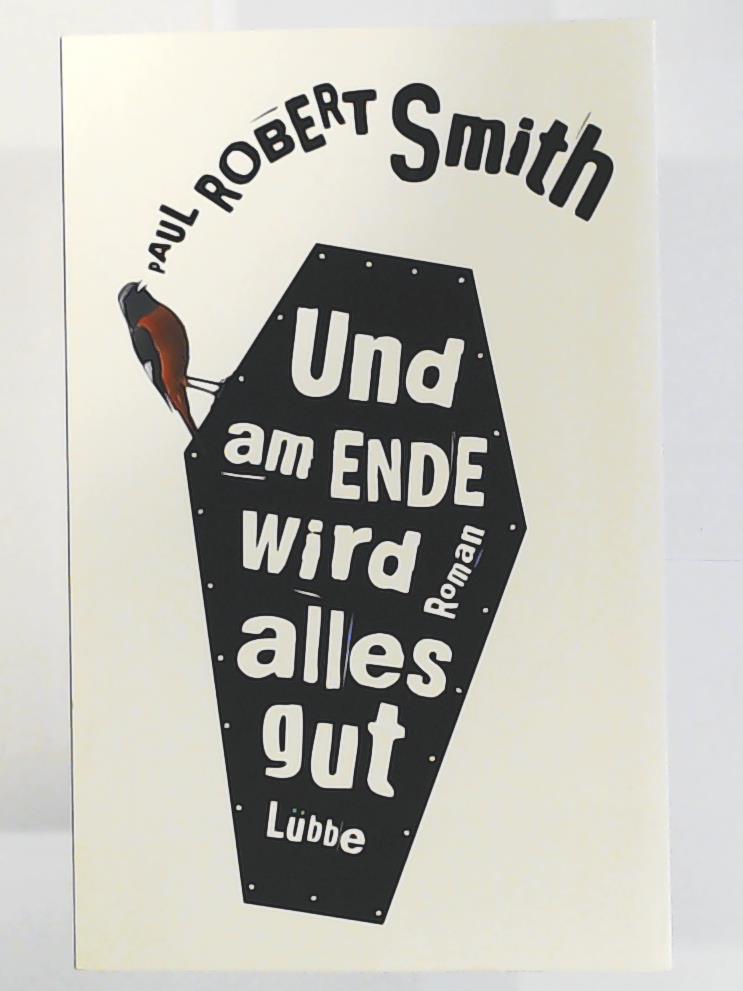 PAUL ROBERT Smith
Und
am ENDE
wird
Roman
alles
gut
Lübbe